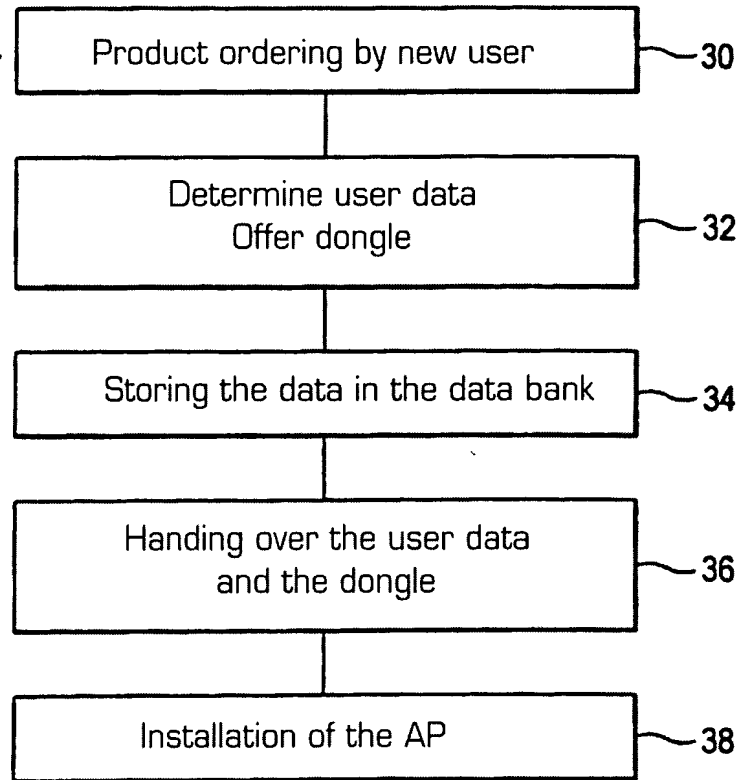 Product ordering by new user
30
Determine user data
Offer dongle
32
Storing the data in the data bank
34
Handing over the user data
and the dongle
36
Installation of the AP
38